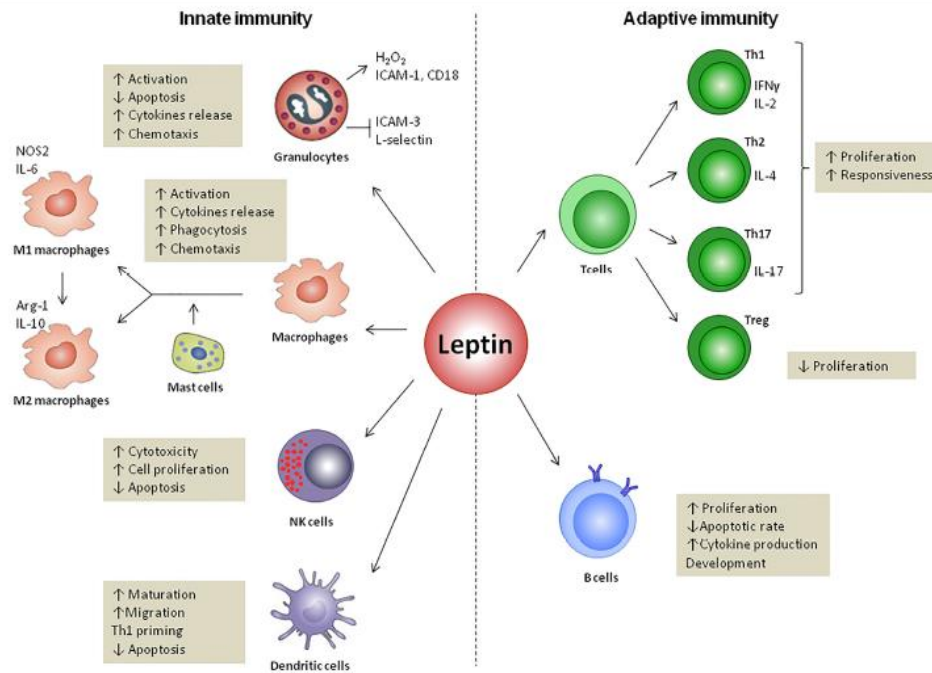 Innate immunity
↑ Activation
↓ Apoptosis
↑ Cytokines release
↑ Chemotaxis
H₂O₂
ICAM-1, CD18
ICAM-3
L-selectin
Granulocytes
NOS2
IL-6
M1 macrophages
↑ Activation
↑ Cytokines release
↑ Phagocytosis
↑ Chemotaxis
Arg-1
IL-10
M2 macrophages
Mast cells
Macrophages
Leptin
↑ Cytotoxicity
↑ Cell proliferation
↓ Apoptosis
NK cells
↑ Maturation
↑Migration
Th1 priming
↓ Apoptosis
Dendritic cells
Adaptive immunity
Tcells
Th1
IFNγ
IL-2
Th2
IL-4
Th17
IL-17
↑ Proliferation
↑ Responsiveness
Treg
↓ Proliferation
B cells
↑ Proliferation
↓Apoptotic rate
↑Cytokine production
Development